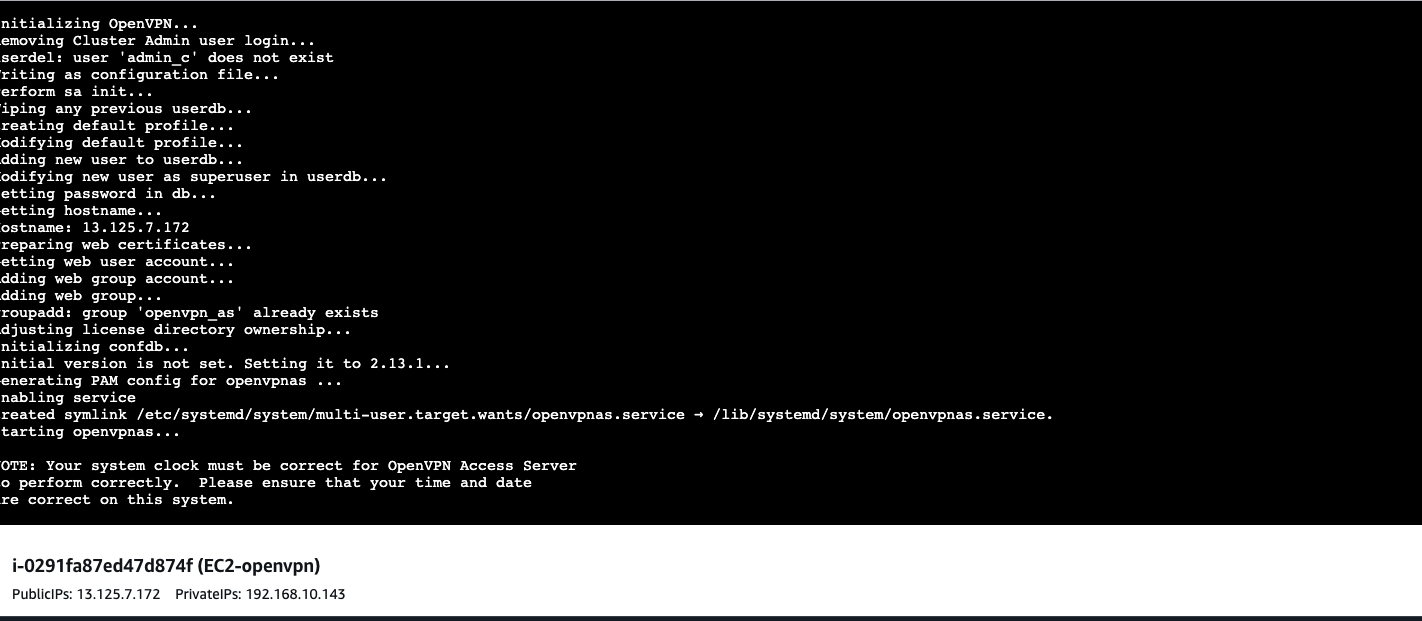 nitializing OpenVPN...
emoving Cluster Admin user login...
serdel: user 'admin_c' does not exist
riting as configuration file...
erform sa init...
iping any previous userdb...
reating default profile...
odifying default profile...
dding new user to userdb...
odifying new user as superuser in userdb...
etting password in db...
etting hostname...
ostname: 13.125.7.172
reparing web certificates...
etting web user account...
dding web group account...
dding web group...
roupadd: group 'openvpn_as' already exists
djusting license directory ownership...
nitializing confdb...
nitial version is not set. Setting it to 2.13.1...
enerating PAM config for openvpnas ...
nabling service
reated symlink /etc/systemd/system/multi-user.target.wants/openvpnas.service → /lib/systemd/system/openvpnas.service.
tarting openvpnas...
OTE: Your system clock must be correct for OpenVPN Access Server
o perform correctly.  Please ensure that your time and date
re correct on this system.
i-0291fa87ed47d874f (EC2-openvpn)
PublicIPs: 13.125.7.172 PrivateIPs: 192.168.10.143